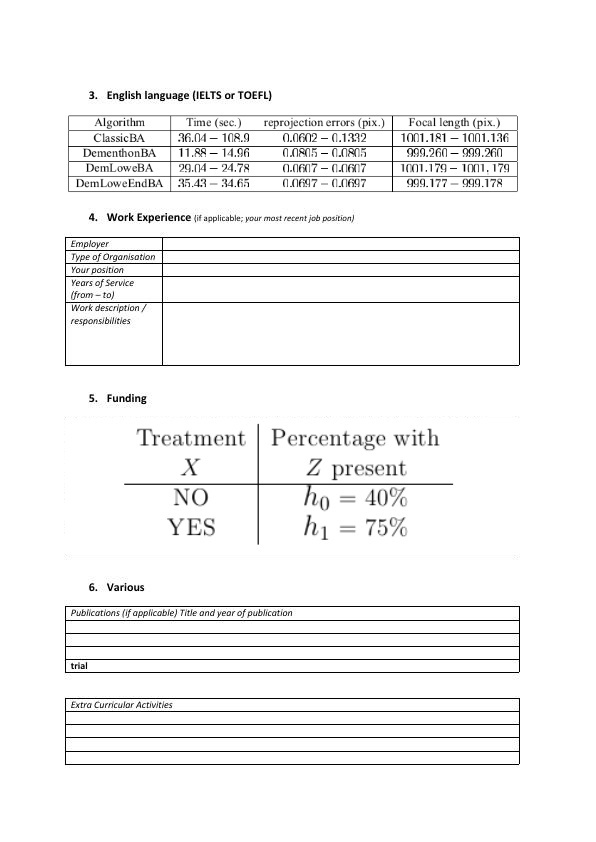 3. English language (IELTS or TOEFL)
Algorithm Time (sec.) reprojection errors (pix.) Focal length (pix.)
ClassicBA 36.04 − 108.9 0.0602 − 0.1332 1001.181 − 1001.136
DementhonBA 11.88 − 14.96 0.0805 − 0.0805 999.260 − 999.260
DemLoweBA 29.04 − 24.78 0.0607 − 0.0607 1001.179 − 1001.179
DemLoweEndBA 35.43 − 34.65 0.0697 − 0.0697 999.177 − 999.178
4. Work Experience (if applicable; your most recent job position)
Employer
Type of Organisation
Your position
Years of Service
(from – to)
Work description /
responsibilities
5. Funding
Treatment Percentage with
X Z present
NO h0 = 40%
YES h1 = 75%
6. Various
Publications (if applicable) Title and year of publication
trial
Extra Curricular Activities